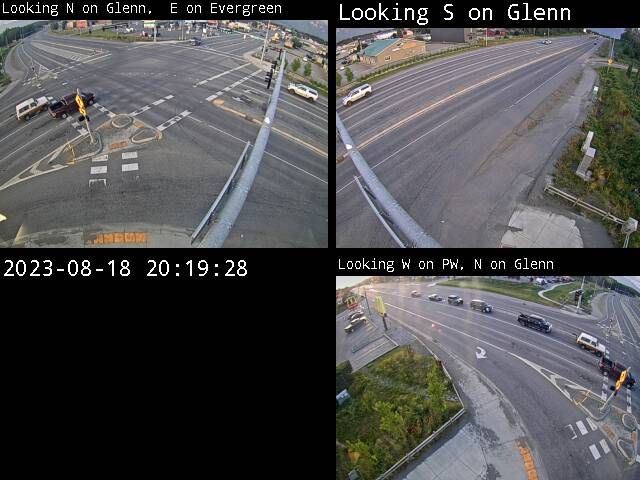 Looking N on Glenn,  E on Evergreen
Looking S on Glenn
2023-08-18 20:19:28
Looking W on PW, N on Glenn